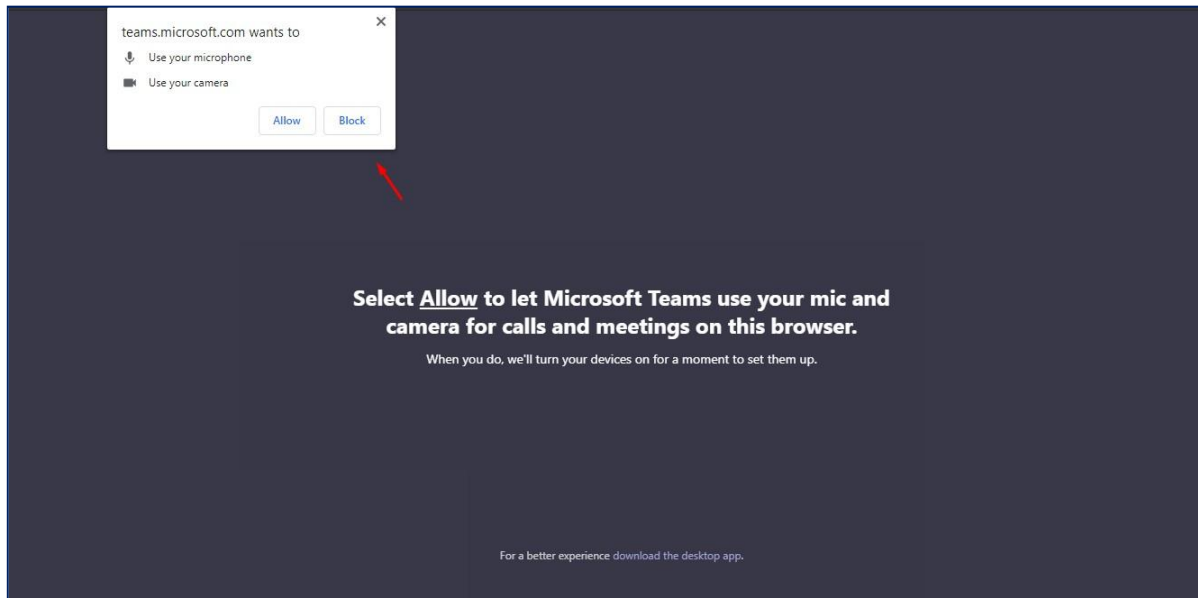 teams.microsoft.com wants to
Use your microphone
Use your camera
Allow Block
Select Allow to let Microsoft Teams use your mic and
camera for calls and meetings on this browser.
When you do, we'll turn your devices on for a moment to set them up.
For a better experience download the desktop app.